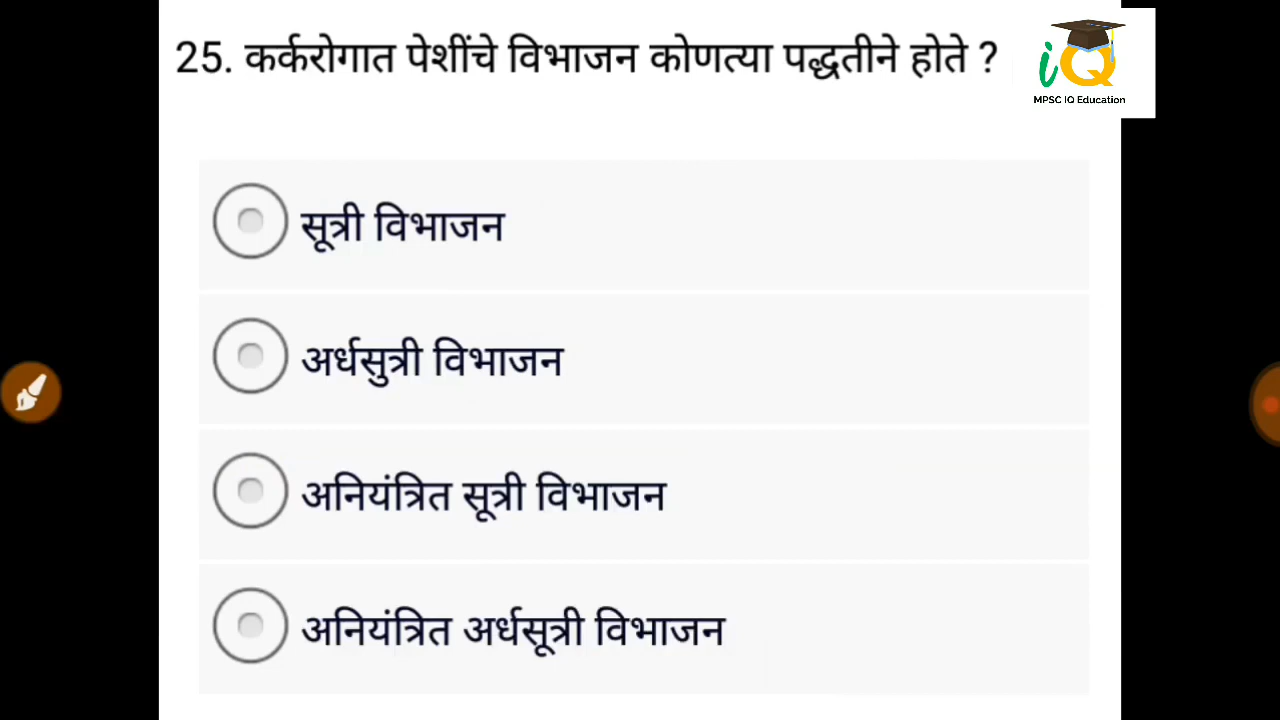 25. कर्करोगात पेशींचे विभाजन कोणत्या पद्धतीने होते ?
iQ
MPSC IQ Education
सूत्री विभाजन
अर्धसुत्री विभाजन
अनियंत्रित सूत्री विभाजन
अनियंत्रित अर्धसूत्री विभाजन